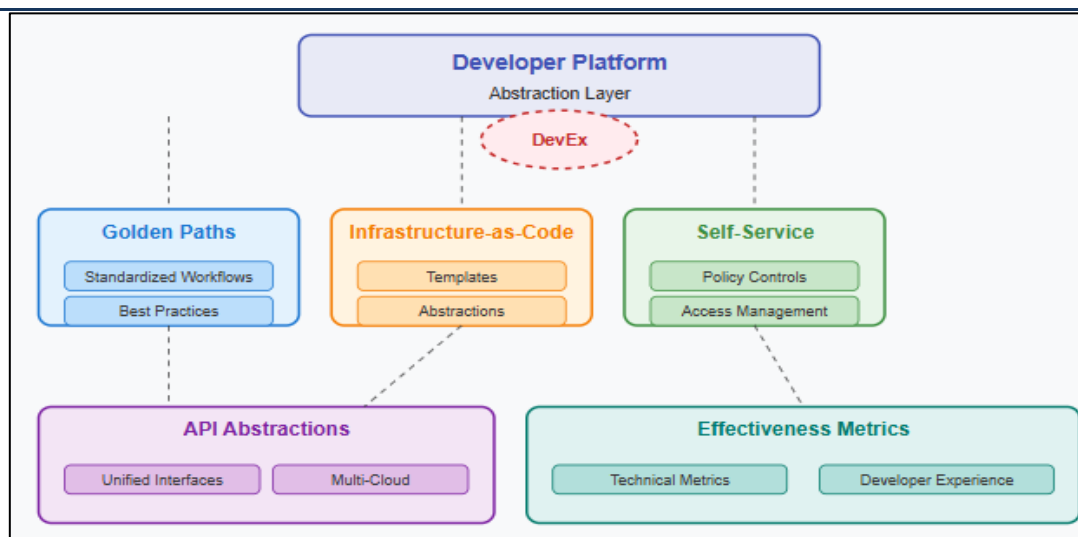 Developer Platform
Abstraction Layer
DevEx
Golden Paths
Standardized Workflows
Best Practices
Infrastructure-as-Code
Templates
Abstractions
Self-Service
Policy Controls
Access Management
API Abstractions
Unified Interfaces
Multi-Cloud
Effectiveness Metrics
Technical Metrics
Developer Experience